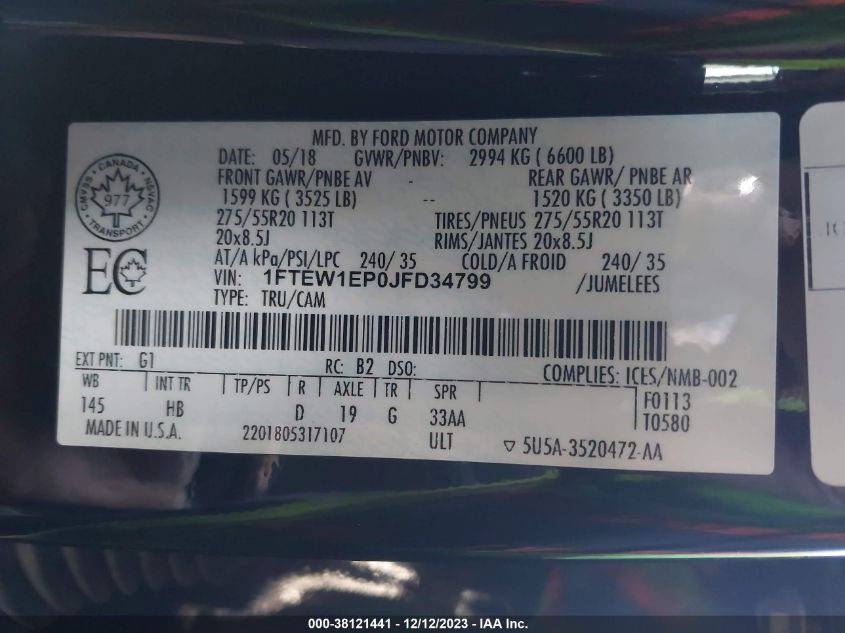 MFD. BY FORD MOTOR COMPANY
DATE: 05/18 GVWR/PNBV: 2994 KG ( 6600 LB)
FRONT GAWR/PNBE AV - REAR GAWR/ PNBE AR
1599 KG ( 3525 LB) -- 1520 KG ( 3350 LB)
275/55R20 113T TIRES/PNEUS 275/55R20 113T
20x8.5J RIMS/JANTES 20x8.5J
AT/A kPa/PSI/LPC 240/ 35 COLD/A FROID 240/ 35
VIN: 1FTEW1EP0JFD34799 /JUMELEES
TYPE: TRU/CAM
CANADA
CMVSS NSVAC
977
TRANSPORT
EC
EXT PNT: G1 RC: B2 DSO: COMPLIES: ICES/NMB-002
WB INT TR TP/PS R AXLE TR SPR F0113
145 HB D 19 G 33AA T0580
MADE IN U.S.A. 2201805317107 ULT ▽ 5U5A-3520472-AA
000-38121441 - 12/12/2023 - IAA Inc.